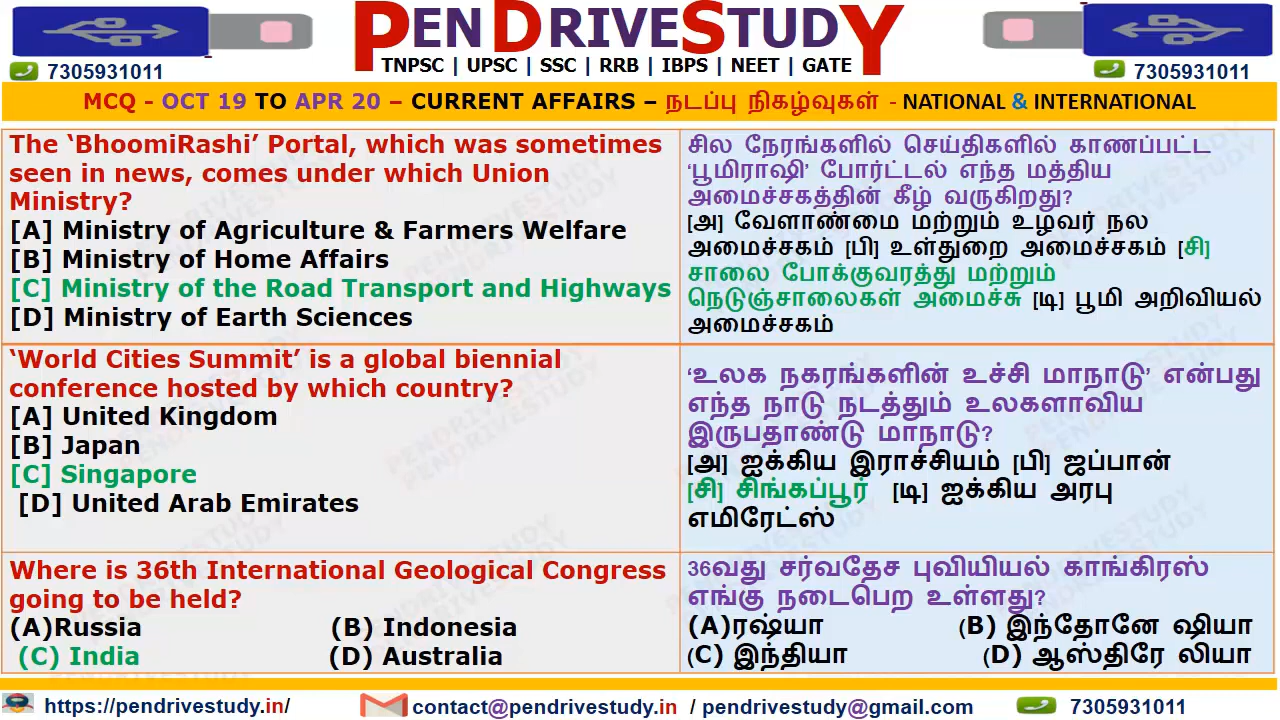 PENDRIVESTUDY
TNPSC | UPSC | SSC | RRB | IBPS | NEET | GATE
7305931011
7305931011
MCQ - OCT 19 TO APR 20 – CURRENT AFFAIRS – நடப்பு நிகழ்வுகள் - NATIONAL & INTERNATIONAL
The ‘BhoomiRashi’ Portal, which was sometimes
seen in news, comes under which Union
Ministry?
[A] Ministry of Agriculture & Farmers Welfare
[B] Ministry of Home Affairs
[C] Ministry of the Road Transport and Highways
[D] Ministry of Earth Sciences
சில நேரங்களில் செய்திகளில் காணப்பட்ட
‘பூமிராஷி’ போர்ட்டல் எந்த மத்திய
அமைச்சகத்தின் கீழ் வருகிறது?
[அ] வேளாண்மை மற்றும் உழவர் நல
அமைச்சகம் [பி] உள்துறை அமைச்சகம் [சி]
சாலை போக்குவரத்து மற்றும்
நெடுஞ்சாலைகள் அமைச்சு [டி] பூமி அறிவியல்
அமைச்சகம்
‘World Cities Summit’ is a global biennial
conference hosted by which country?
[A] United Kingdom
[B] Japan
[C] Singapore
[D] United Arab Emirates
‘உலக நகரங்களின் உச்சி மாநாடு’ என்பது
எந்த நாடு நடத்தும் உலகளாவிய
இருபதாண்டு மாநாடு?
[அ] ஐக்கிய இராச்சியம் [பி] ஜப்பான்
[சி] சிங்கப்பூர் [டி] ஐக்கிய அரபு
எமிரேட்ஸ்
Where is 36th International Geological Congress
going to be held?
(A)Russia (B) Indonesia
(C) India (D) Australia
36வது சர்வதேச புவியியல் காங்கிரஸ்
எங்கு நடைபெற உள்ளது?
(A)ரஷ்யா (B) இந்தோனே ஷியா
(C) இந்தியா (D) ஆஸ்திரே லியா
https://pendrivestudy.in/ contact@pendrivestudy.in / pendrivestudy@gmail.com 7305931011